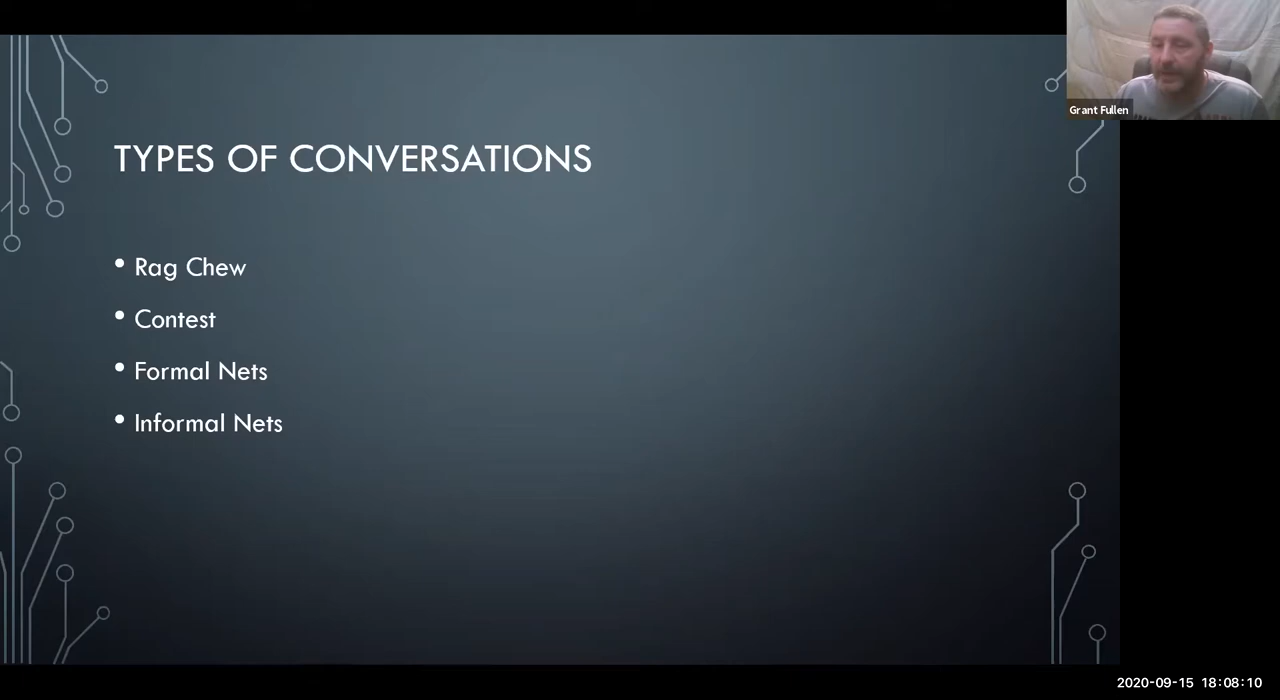 Grant Fullen
TYPES OF CONVERSATIONS
• Rag Chew
• Contest
• Formal Nets
• Informal Nets
2020-09-15 18:08:10